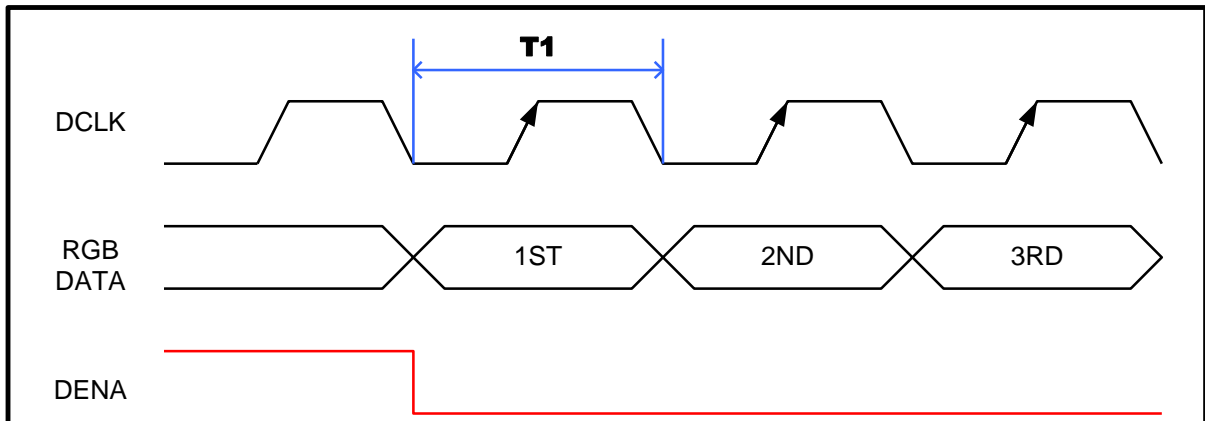 T1
DCLK
RGB
DATA
1ST
2ND
3RD
DENA